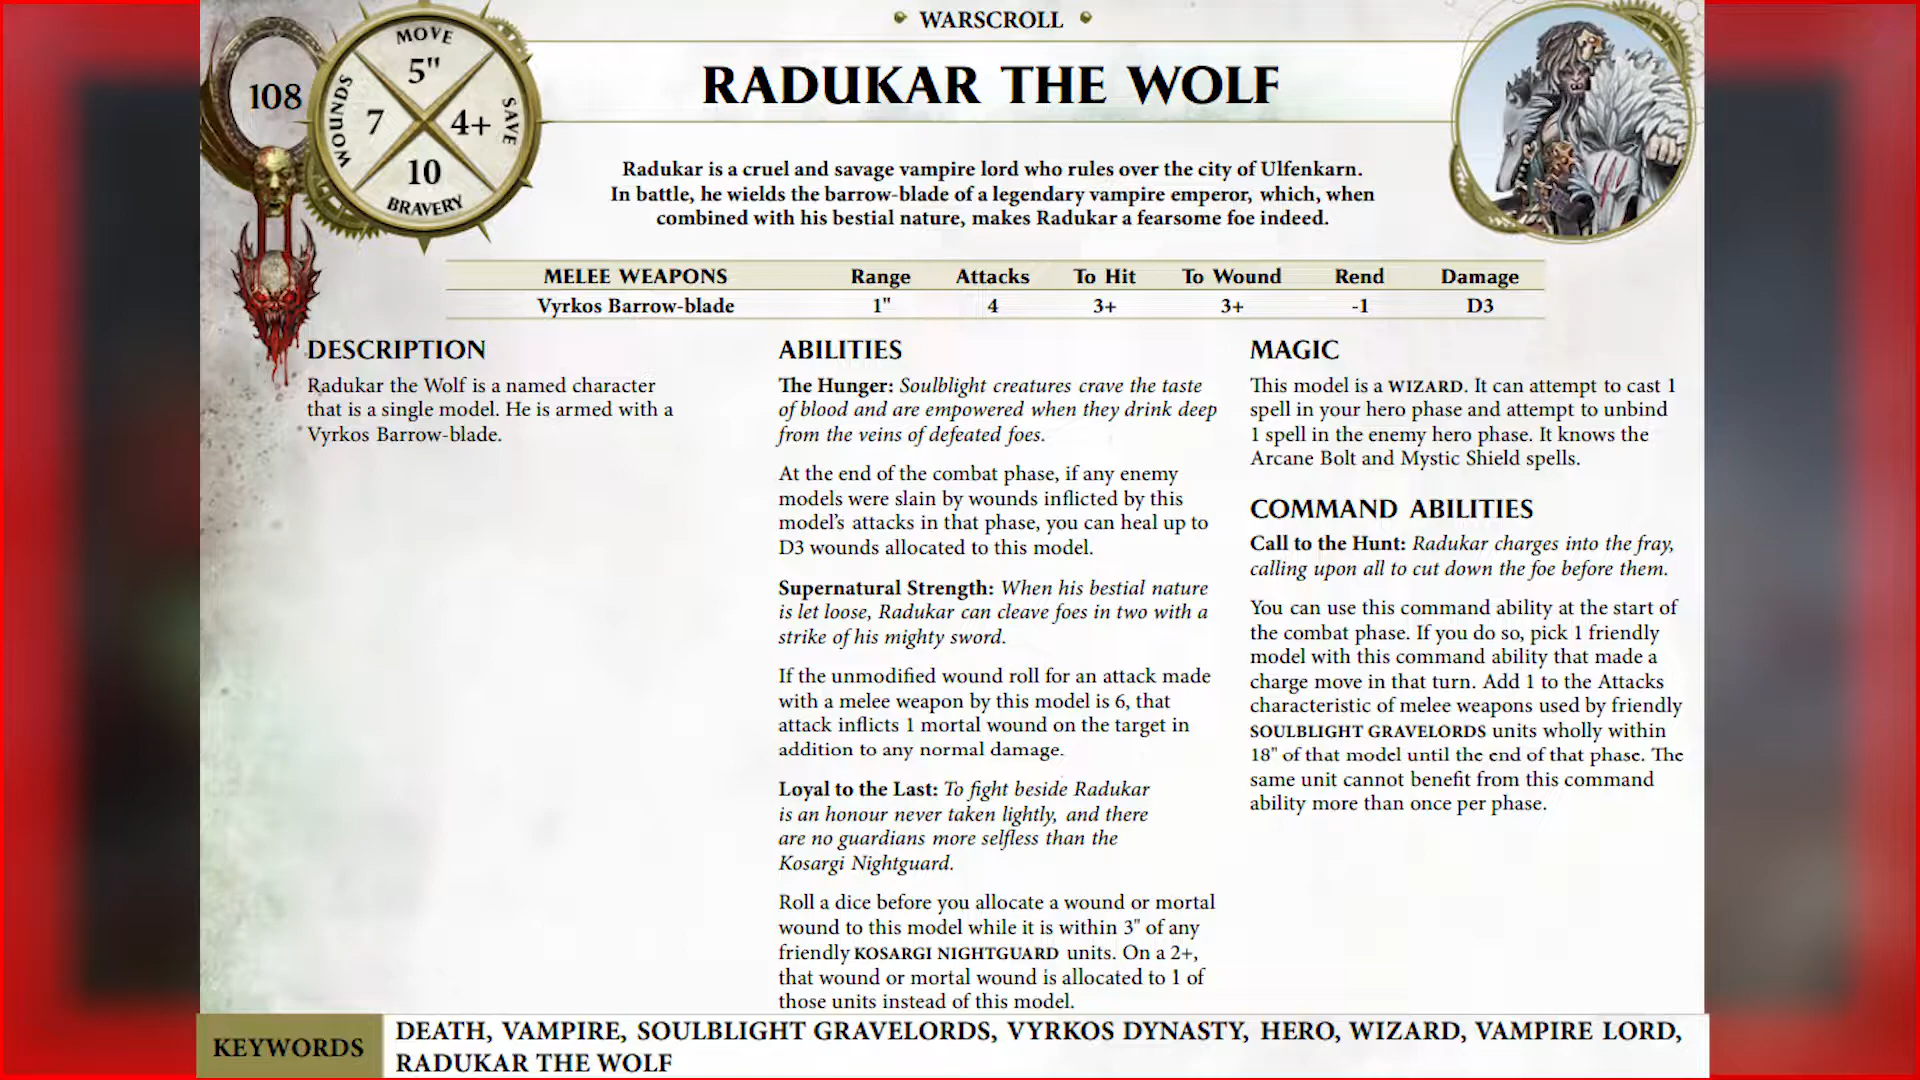 WARSCROLL
RADUKAR THE WOLF
108
MOVE
5"
WOUNDS
7
4+
SAVE
10
BRAVERY
Radukar is a cruel and savage vampire lord who rules over the city of Ulfenkarn.
In battle, he wields the barrow-blade of a legendary vampire emperor, which, when
combined with his bestial nature, makes Radukar a fearsome foe indeed.
MELEE WEAPONS Range Attacks To Hit To Wound Rend Damage
Vyrkos Barrow-blade 1" 4 3+ 3+ -1 D3
DESCRIPTION
Radukar the Wolf is a named character
that is a single model. He is armed with a
Vyrkos Barrow-blade.
ABILITIES
The Hunger: Soulblight creatures crave the taste
of blood and are empowered when they drink deep
from the veins of defeated foes.
At the end of the combat phase, if any enemy
models were slain by wounds inflicted by this
model's attacks in that phase, you can heal up to
D3 wounds allocated to this model.
Supernatural Strength: When his bestial nature
is let loose, Radukar can cleave foes in two with a
strike of his mighty sword.
If the unmodified wound roll for an attack made
with a melee weapon by this model is 6, that
attack inflicts 1 mortal wound on the target in
addition to any normal damage.
Loyal to the Last: To fight beside Radukar
is an honour never taken lightly, and there
are no guardians more selfless than the
Kosargi Nightguard.
Roll a dice before you allocate a wound or mortal
wound to this model while it is within 3" of any
friendly KOSARGI NIGHTGUARD units. On a 2+,
that wound or mortal wound is allocated to 1 of
those units instead of this model.
MAGIC
This model is a WIZARD. It can attempt to cast 1
spell in your hero phase and attempt to unbind
1 spell in the enemy hero phase. It knows the
Arcane Bolt and Mystic Shield spells.
COMMAND ABILITIES
Call to the Hunt: Radukar charges into the fray,
calling upon all to cut down the foe before them.
You can use this command ability at the start of
the combat phase. If you do so, pick 1 friendly
model with this command ability that made a
charge move in that turn. Add 1 to the Attacks
characteristic of melee weapons used by friendly
SOULBLIGHT GRAVELORDS units wholly within
18" of that model until the end of that phase. The
same unit cannot benefit from this command
ability more than once per phase.
KEYWORDS
DEATH, VAMPIRE, SOULBLIGHT GRAVELORDS, VYRKOS DYNASTY, HERO, WIZARD, VAMPIRE LORD,
RADUKAR THE WOLF